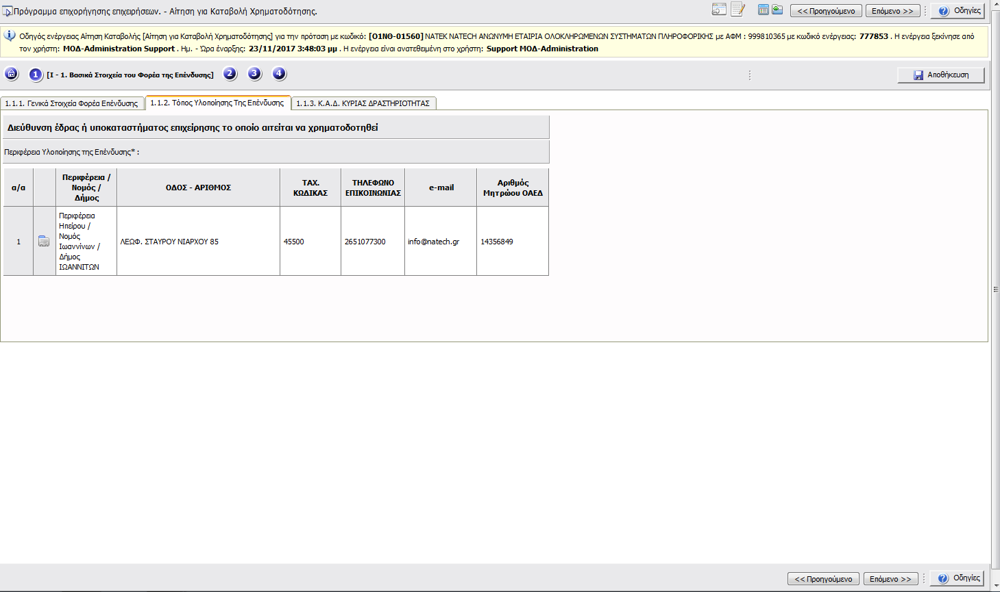 Πρόγραμμα επιχορήγησης επιχειρήσεων. - Αίτηση για Καταβολή Χρηματοδότησης.
<< Προηγούμενο
Επόμενο >>
Οδηγίες
Οδηγός ενέργειας Αίτηση Καταβολής [Αίτηση για Καταβολή Χρηματοδότησης] για την πρόταση με κωδικό: [Ο1ΝΘ-01560] NATEK NATECH ΑΝΩΝΥΜΗ ΕΤΑΙΡΙΑ ΟΛΟΚΛΗΡΩΜΕΝΩΝ ΣΥΣΤΗΜΑΤΩΝ ΠΛΗΡΟΦΟΡΙΚΗΣ με ΑΦΜ : 999810365 με κωδικό ενέργειας: 777853 . Η ενέργεια ξεκίνησε από
τον χρήστη: ΜΟΔ-Administration Support . Ημ. - Ώρα έναρξης: 23/11/2017 3:48:03 μμ . Η ενέργεια είναι ανατεθειμένη στο χρήστη: Support ΜΟΔ-Administration
1 [Ι - 1. Βασικά Στοιχεία του Φορέα της Επένδυσης] 2 3 4
Αποθήκευση
1.1.1. Γενικά Στοιχεία Φορέα Επένδυσης
1.1.2. Τόπος Υλοποίησης Της Επένδυσης
1.1.3. Κ.Α.Δ. ΚΥΡΙΑΣ ΔΡΑΣΤΗΡΙΟΤΗΤΑΣ
Διεύθυνση έδρας ή υποκαταστήματος επιχείρησης το οποίο αιτείται να χρηματοδοτηθεί
Περιφέρεια Υλοποίησης της Επένδυσης* :
α/α
Περιφέρεια /
Νομός /
Δήμος
ΟΔΟΣ - ΑΡΙΘΜΟΣ
ΤΑΧ.
ΚΩΔΙΚΑΣ
ΤΗΛΕΦΩΝΟ
ΕΠΙΚΟΙΝΩΝΙΑΣ
e-mail
Αριθμός
Μητρώου ΟΑΕΔ
1
Περιφέρεια
Ηπείρου /
Νομός
Ιωαννίνων /
Δήμος
ΙΩΑΝΝΙΤΩΝ
ΛΕΩΦ. ΣΤΑΥΡΟΥ ΝΙΑΡΧΟΥ 85
45500
2651077300
info@natech.gr
14356849
<< Προηγούμενο
Επόμενο >>
Οδηγίες